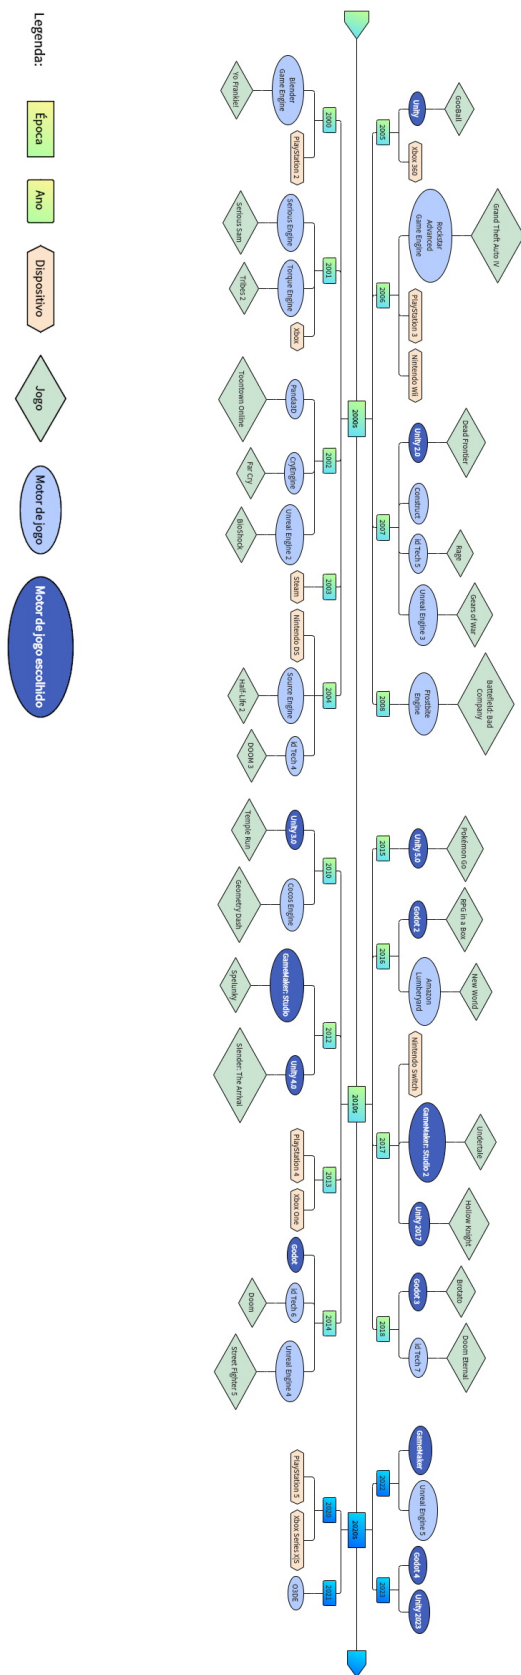 Legenda:
Época
Ano
Dispositivo
Jogo
Motor de jogo
Motor de jogo escolhido
2000s
2000
Blender
Game Engine
Yo Frankie!
PlayStation 2
2001
Serious Engine
Serious Sam
Torque Engine
Tribes 2
Xbox
2002
Panda3D
Toontown Online
CryEngine
Far Cry
Unreal Engine 2
BioShock
2003
Steam
2004
Nintendo DS
Source Engine
Half-Life 2
id Tech 4
DOOM 3
2005
Unity
GooBall
Xbox 360
2006
Rockstar
Advanced
Game Engine
Grand Theft Auto IV
PlayStation 3
Nintendo Wii
2007
Unity 2.0
Dead Frontier
Construct
id Tech 5
Rage
Unreal Engine 3
Gears of War
2008
Frostbite
Engine
Battlefield: Bad
Company
2010s
2010
Unity 3.0
Temple Run
Cocos Engine
Geometry Dash
2012
GameMaker: Studio
Spelunky
Unity 4.0
Slender: The Arrival
2013
PlayStation 4
Xbox One
2014
Godot
id Tech 6
Doom
Unreal Engine 4
Street Fighter 5
2015
Unity 5.0
Pokémon Go
2016
Godot 2
RPG in a Box
Amazon
Lumberyard
New World
2017
Nintendo Switch
GameMaker: Studio 2
Undertale
Unity 2017
Hollow Knight
2018
Godot 3
Brotato
id Tech 7
Doom Eternal
2020s
2020
PlayStation 5
Xbox Series X|S
2021
O3DE
2022
GameMaker
Unreal Engine 5
2023
Godot 4
Unity 2023